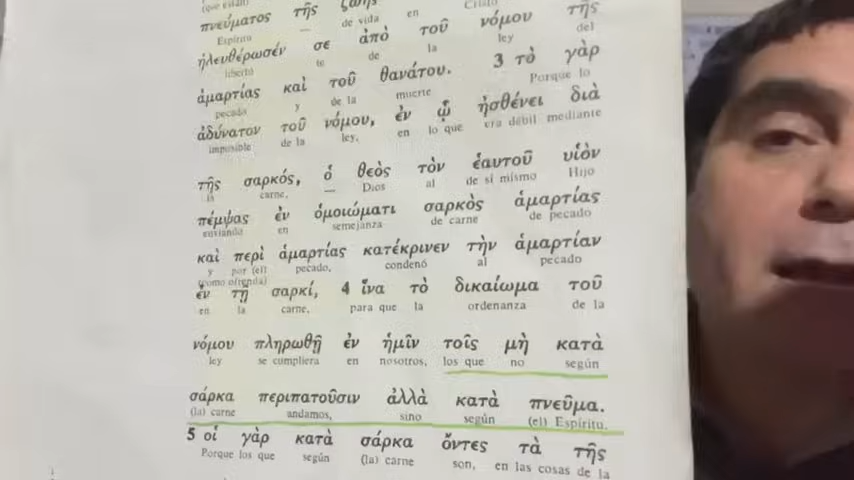 (que están)
πνεύματος τῆς ζωῆς νόμου τῆς
Espíritu — de vida en Cristo
ἠλευθέρωσέν σε ἀπὸ τοῦ νόμου τῆς
libertó te de la ley del
ἁμαρτίας καὶ τοῦ θανάτου. 3 τὸ γὰρ
pecado y de la muerte Porque lo
ἀδύνατον τοῦ νόμου, ἐν ᾧ ἠσθένει διὰ
imposible de la ley, en lo que era débil mediante
τῆς σαρκός, ὁ θεὸς τὸν ἑαυτοῦ υἱὸν
la carne, — Dios al de sí mismo Hijo
πέμψας ἐν ὁμοιώματι σαρκὸς ἁμαρτίας
enviando en semejanza de carne de pecado
καὶ περὶ ἁμαρτίας κατέκρινεν τὴν ἁμαρτίαν
y por (el) pecado, condenó al pecado
(como ofrenda)
ἐν τῇ σαρκί, 4 ἵνα τὸ δικαίωμα τοῦ
en la carne, para que la ordenanza de la
νόμου πληρωθῇ ἐν ἡμῖν τοῖς μὴ κατὰ
ley se cumpliera en nosotros, los que no según
σάρκα περιπατοῦσιν ἀλλὰ κατὰ πνεῦμα.
(la) carne andamos, sino según (el) Espíritu.
5 οἱ γὰρ κατὰ σάρκα ὄντες τὰ τῆς
Porque los que según (la) carne son, en las cosas de la